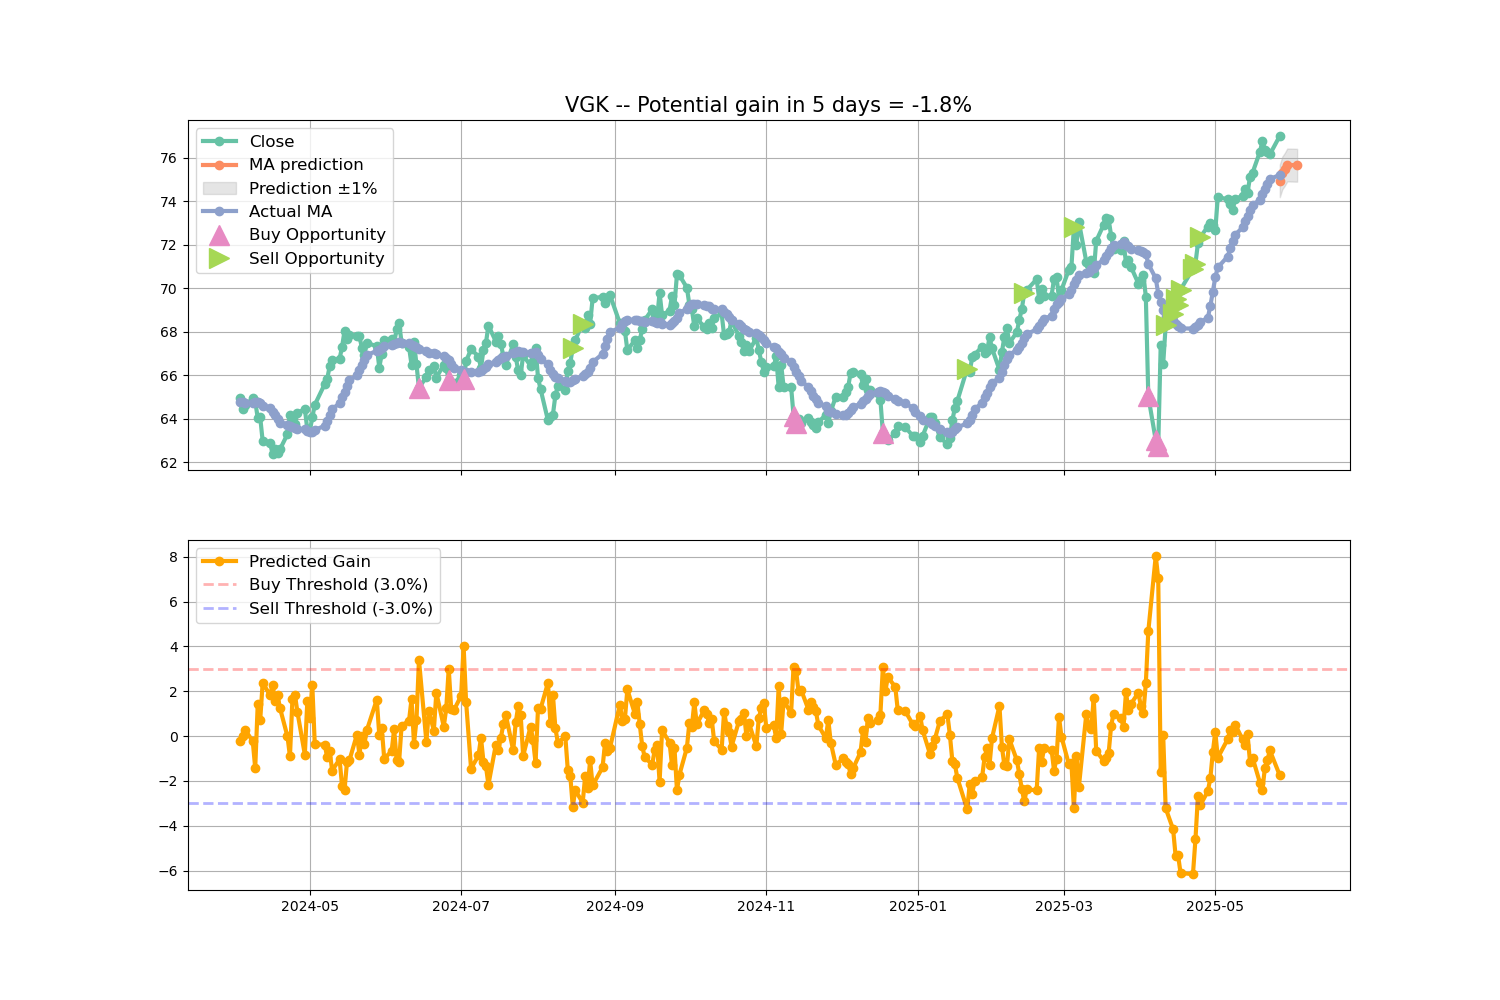 VGK -- Potential gain in 5 days = -1.8%
Close
MA prediction
Prediction ±1%
Actual MA
Buy Opportunity
Sell Opportunity
76
74
72
70
68
66
64
62
Predicted Gain
Buy Threshold (3.0%)
Sell Threshold (-3.0%)
8
6
4
2
0
−2
−4
−6
2024-05
2024-07
2024-09
2024-11
2025-01
2025-03
2025-05